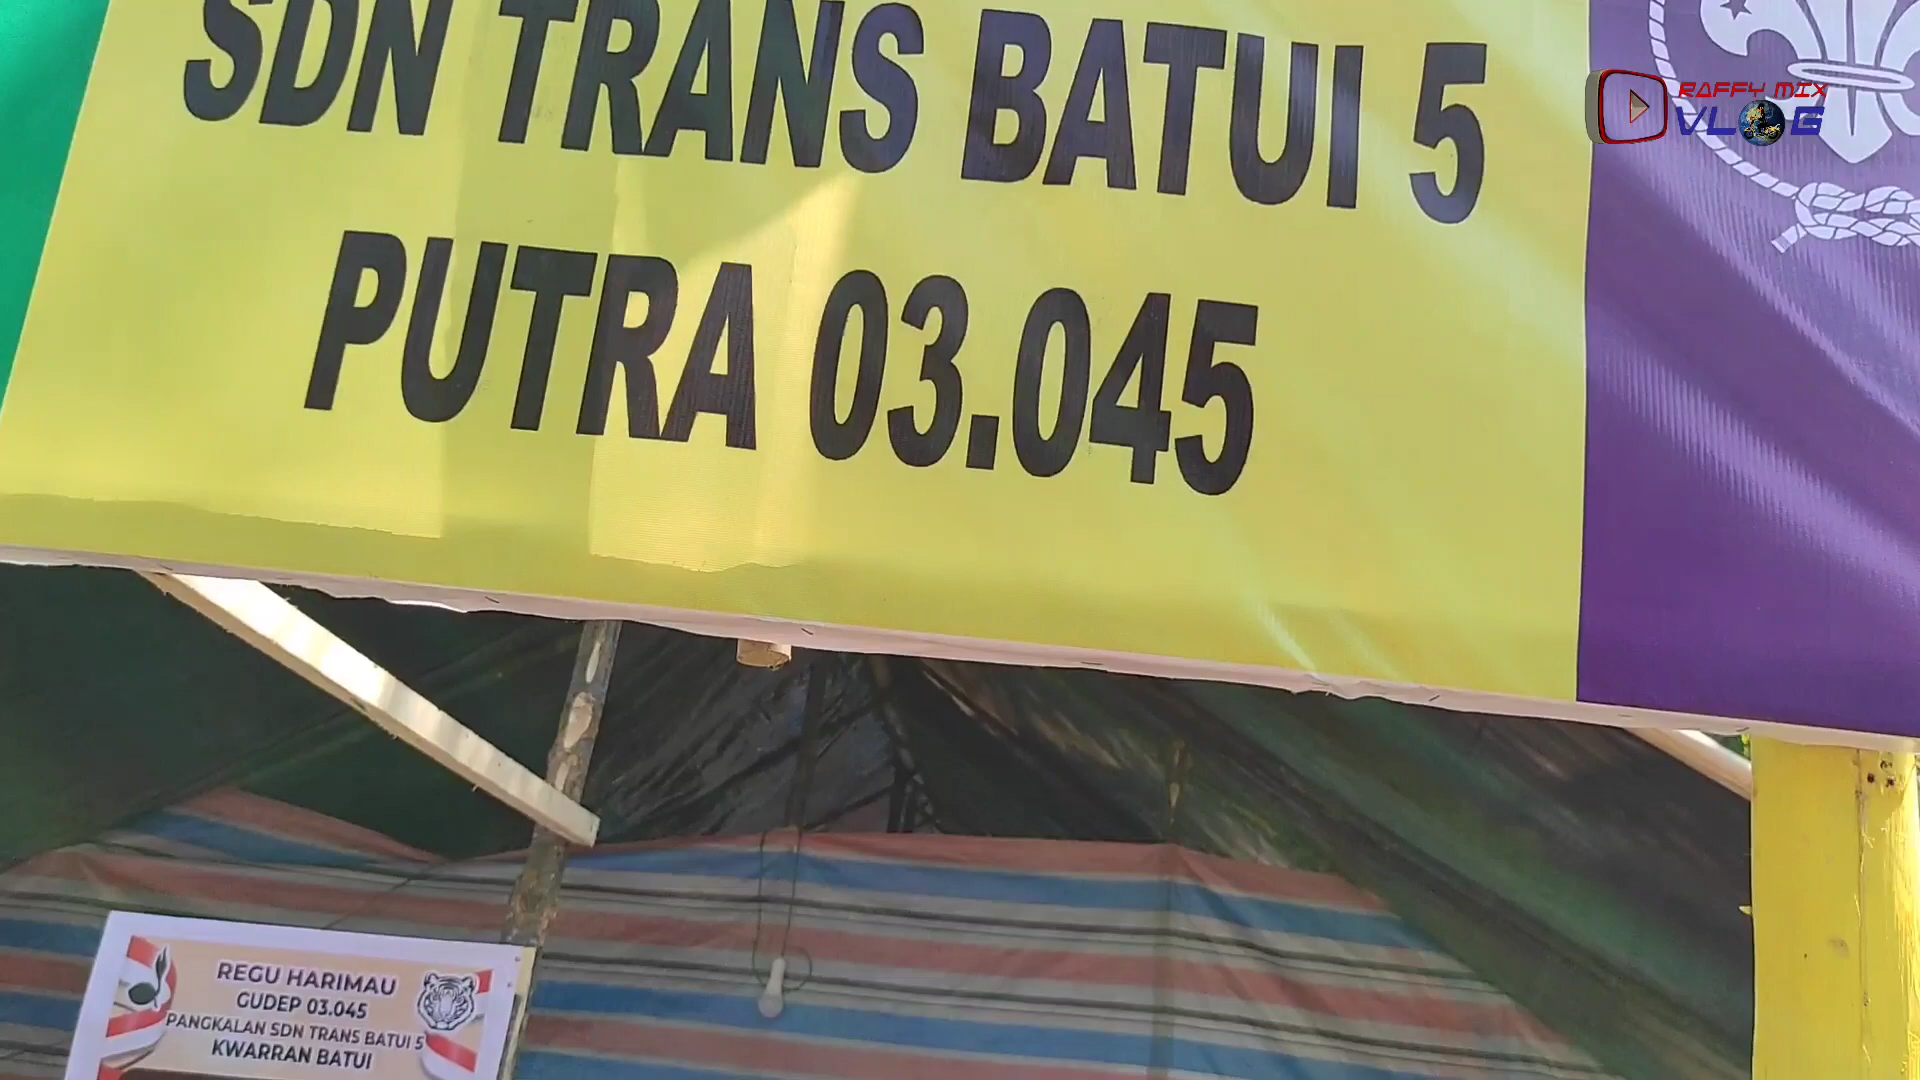 SDN TRANS BATUI 5
PUTRA 03.045
RAFFY MIX
VLOG
REGU HARIMAU
GUDEP 03.045
PANGKALAN SDN TRANS BATUI 5
KWARRAN BATUI